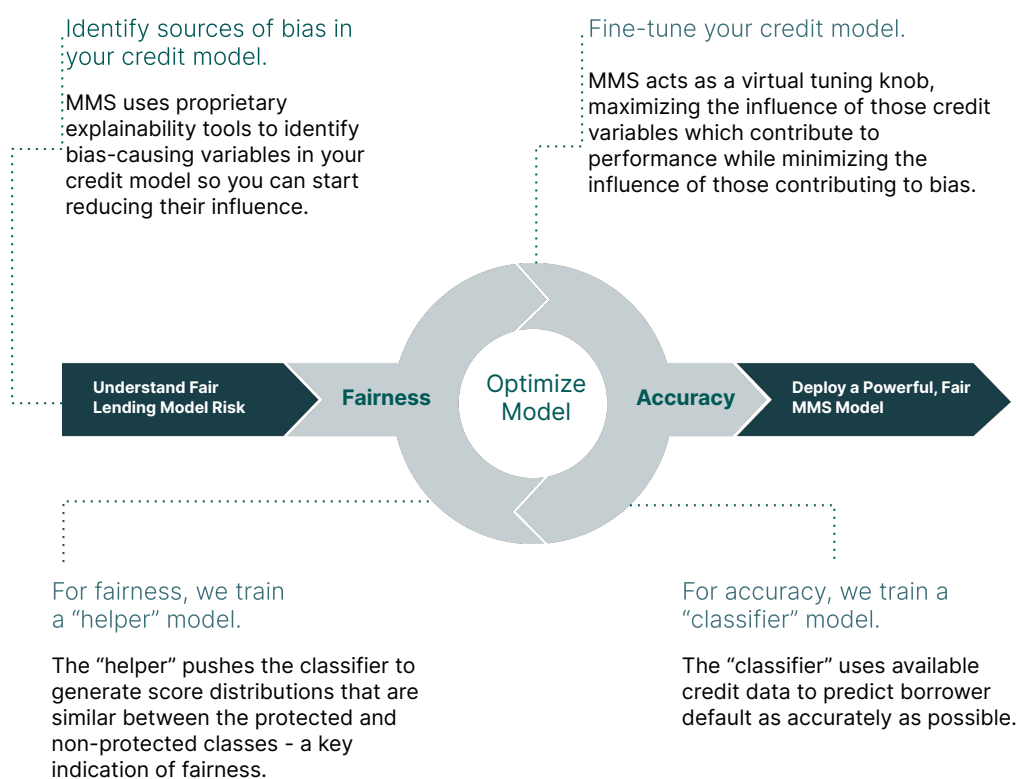 Identify sources of bias in
your credit model.
MMS uses proprietary
explainability tools to identify
bias-causing variables in your
credit model so you can start
reducing their influence.
Fine-tune your credit model.
MMS acts as a virtual tuning knob,
maximizing the influence of those credit
variables which contribute to
performance while minimizing the
influence of those contributing to bias.
Understand Fair
Lending Model Risk
Fairness
Optimize
Model
Accuracy
Deploy a Powerful, Fair
MMS Model
For fairness, we train
a “helper” model.
The “helper” pushes the classifier to
generate score distributions that are
similar between the protected and
non-protected classes - a key
indication of fairness.
For accuracy, we train a
“classifier” model.
The “classifier” uses available
credit data to predict borrower
default as accurately as possible.